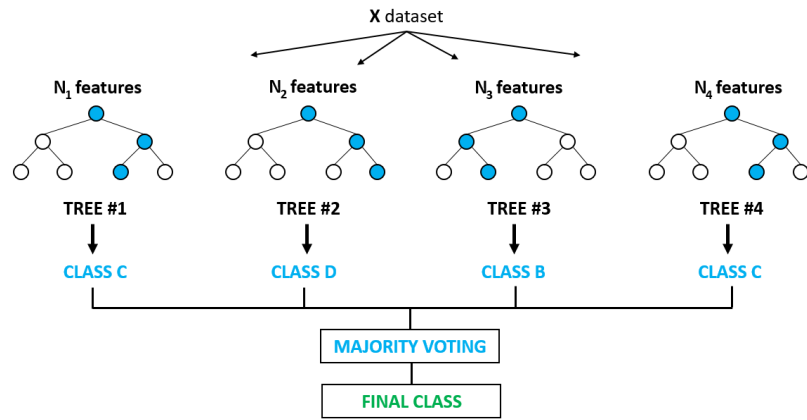 X dataset
N₁ features
N₂ features
N₃ features
N₄ features
TREE #1
TREE #2
TREE #3
TREE #4
CLASS C
CLASS D
CLASS B
CLASS C
MAJORITY VOTING
FINAL CLASS